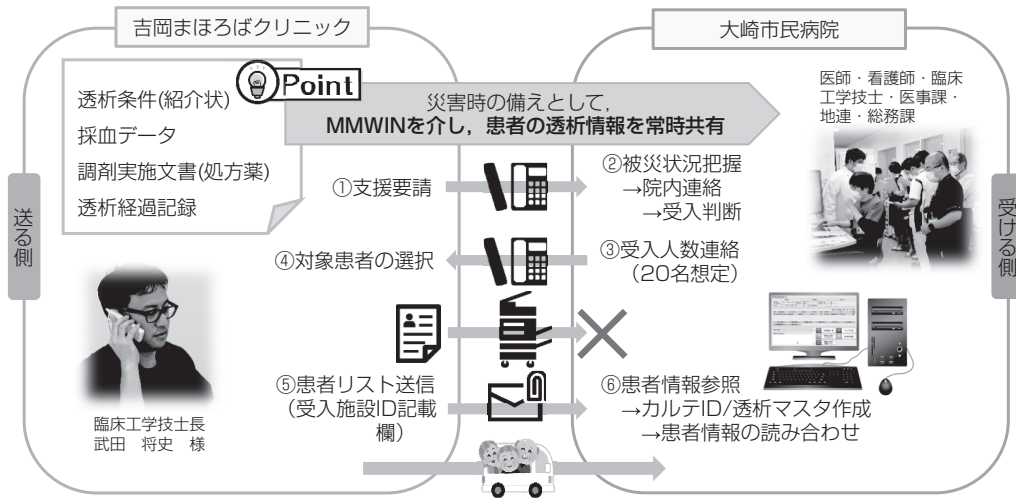 吉岡まほろばクリニック
大崎市民病院
透析条件(紹介状)
採血データ
調剤実施文書(処方薬)
透析経過記録
Point
災害時の備えとして,
MMWINを介し,患者の透析情報を常時共有
医師・看護師・臨床
工学技士・医事課・
地連・総務課
送る側
受ける側
①支援要請
②被災状況把握
→院内連絡
→受入判断
④対象患者の選択
③受入人数連絡
(20名想定)
⑤患者リスト送信
(受入施設ID記載
欄)
⑥患者情報参照
→カルテID/透析マスタ作成
→患者情報の読み合わせ
臨床工学技士長
武田 将史 様